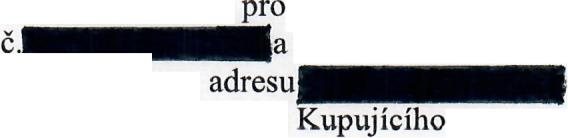 pro
č. a
adresu
Kupujícího